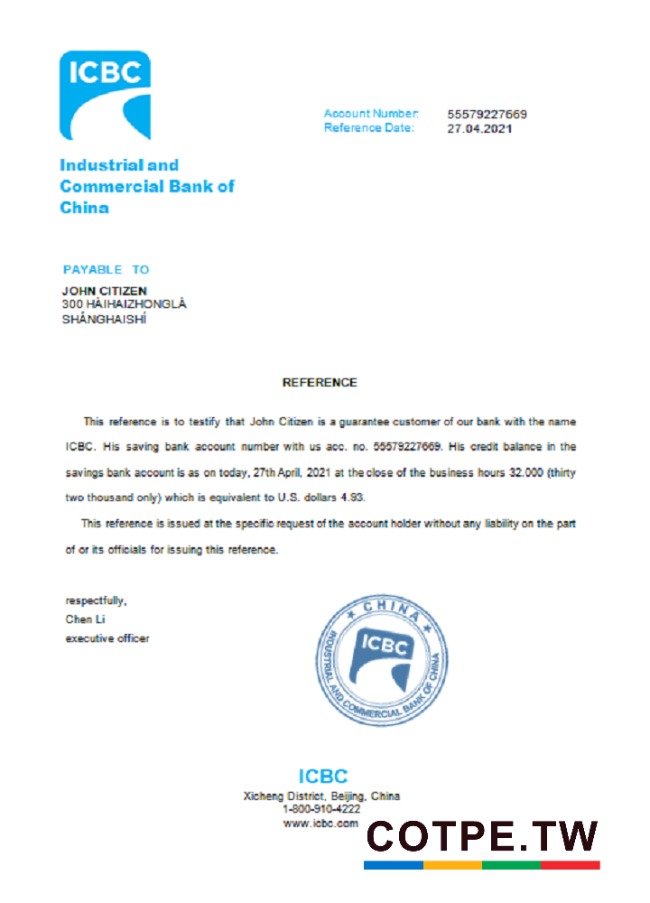 ICBC
Account Number: 55579227669
Reference Date: 27.04.2021
Industrial and
Commercial Bank of
China
PAYABLE TO
JOHN CITIZEN
300 HÀIHAIZHONGLÀ
SHÁNGHAISHÍ
REFERENCE
This reference is to testify that John Citizen is a guarantee customer of our bank with the name
ICBC. His saving bank account number with us acc. no. 55579227669. His credit balance in the
savings bank account is as on today, 27th April, 2021 at the close of the business hours 32.000 (thirty
two thousand only) which is equivalent to U.S. dollars 4.93.
This reference is issued at the specific request of the account holder without any liability on the part
of or its officials for issuing this reference.
respectfully,
Chen Li
executive officer
CHINA
ICBC
INDUSTRIAL AND COMMERCIAL BANK OF CHINA
ICBC
Xicheng District, Beijing, China
1-800-910-4222
www.icbc.com
COTPE.TW